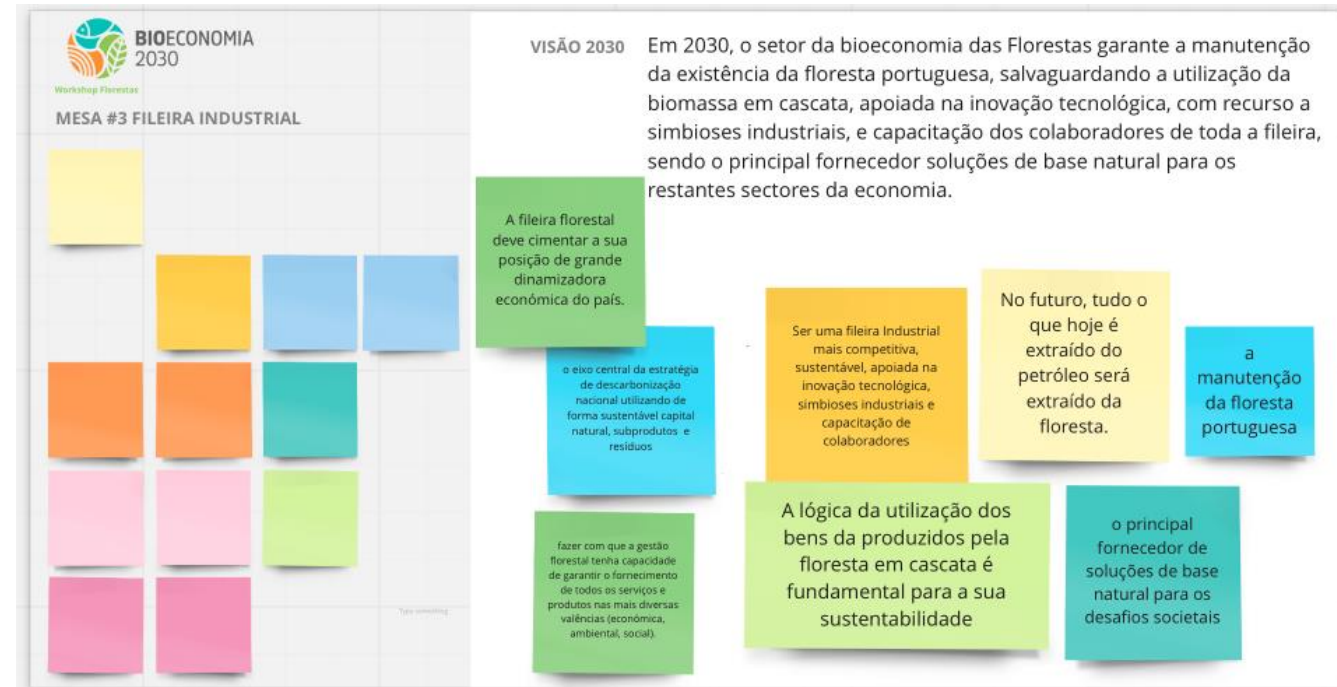 BIOECONOMIA
2030
Workshop Florestas
MESA #3 FILEIRA INDUSTRIAL
VISÃO 2030
Em 2030, o setor da bioeconomia das Florestas garante a manutenção
da existência da floresta portuguesa, salvaguardando a utilização da
biomassa em cascata, apoiada na inovação tecnológica, com recurso a
simbioses industriais, e capacitação dos colaboradores de toda a fileira,
sendo o principal fornecedor soluções de base natural para os
restantes sectores da economia.
A fileira florestal
deve cimentar a sua
posição de grande
dinamizadora
económica do país.
o eixo central da estratégia
de descarbonização
nacional utilizando de
forma sustentável capital
natural, subprodutos e
resíduos
Ser uma fileira Industrial
mais competitiva,
sustentável, apoiada na
inovação tecnológica,
simbioses industriais e
capacitação de
colaboradores
No futuro, tudo o
que hoje é
extraído do
petróleo será
extraído da
floresta.
a
manutenção
da floresta
portuguesa
fazer com que a gestão
florestal tenha capacidade
de garantir o fornecimento
de todos os serviços e
produtos nas mais diversas
valências (económica,
ambiental, social).
A lógica da utilização dos
bens da produzidos pela
floresta em cascata é
fundamental para a sua
sustentabilidade
o principal
fornecedor de
soluções de base
natural para os
desafios societais
Type something